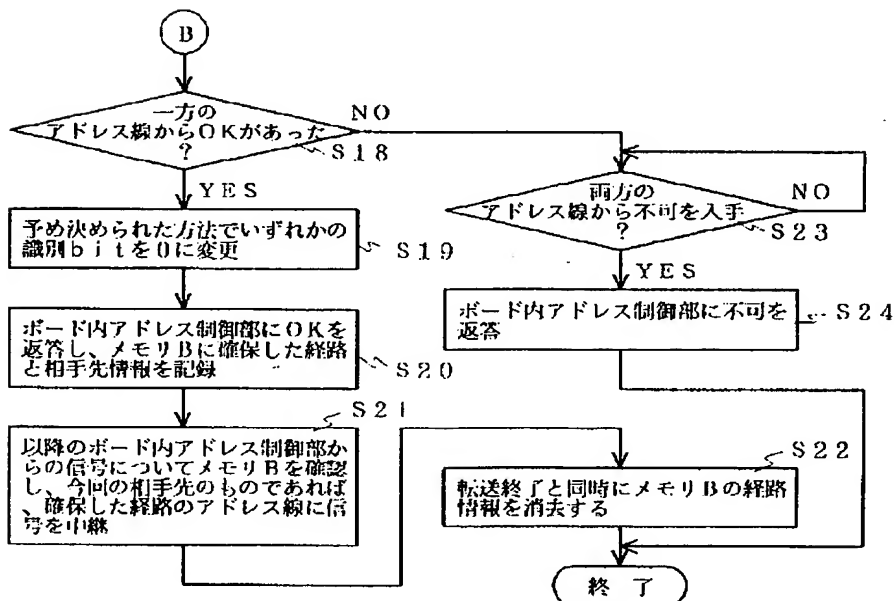 B
一方の
アドレス線からOKがあった
?
NO
S18
YES
予め決められた方法でいずれかの
識別bitを0に変更
S19
ボード内アドレス制御部にOKを
返答し、メモリBに確保した経路
と相手先情報を記録
S20
S21
以降のボード内アドレス制御部か
らの信号についてメモリBを確認
し、今回の相手先のものであれば
、確保した経路のアドレス線に信
号を中継
両方の
アドレス線から不可を入手
?
NO
S23
YES
ボード内アドレス制御部に不可を
返答
S24
S22
転送終了と同時にメモリBの経路
情報を消去する
終了